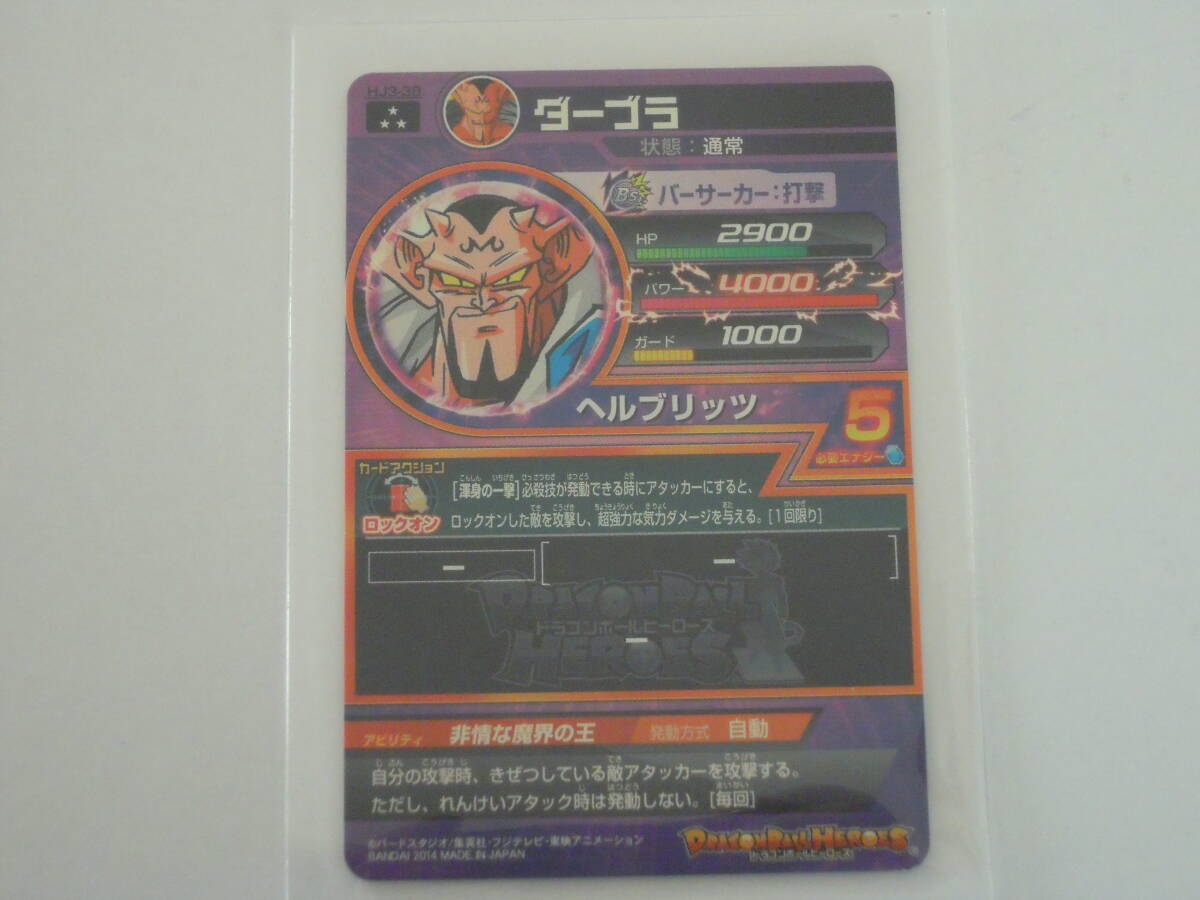 HJ3-30
ダーブラ
状態：通常
Bs
バーサーカー：打撃
HP 2900
パワー 4000
ガード 1000
ヘルブリッツ
5
必要エナジー
カードアクション
ロックオン
[渾身の一撃]必殺技が発動できる時にアタッカーにすると、
ロックオンした敵を攻撃し、超強力な気力ダメージを与える。[1回限り]
ー
ー
DRAGON BALL
ドラゴンボールヒーローズ
HEROES
ー
アビリティ 非情な魔界の王 発動方式 自動
自分の攻撃時、きぜつしている敵アタッカーを攻撃する。
ただし、れんけいアタック時は発動しない。[毎回]
©バードスタジオ/集英社・フジテレビ・東映アニメーション
BANDAI 2014 MADE IN JAPAN
DRAGON BALL HEROES
ドラゴンボールヒーローズ